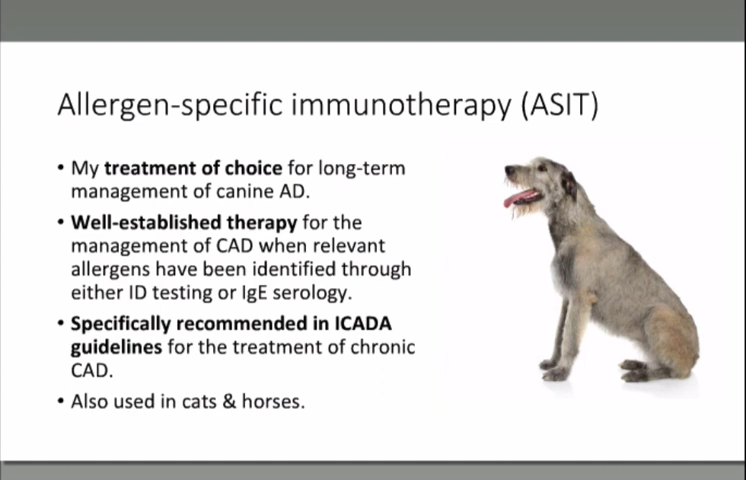 Allergen-specific immunotherapy (ASIT)
• My treatment of choice for long-term
management of canine AD.
• Well-established therapy for the
management of CAD when relevant
allergens have been identified through
either ID testing or IgE serology.
• Specifically recommended in ICADA
guidelines for the treatment of chronic
CAD.
• Also used in cats & horses.